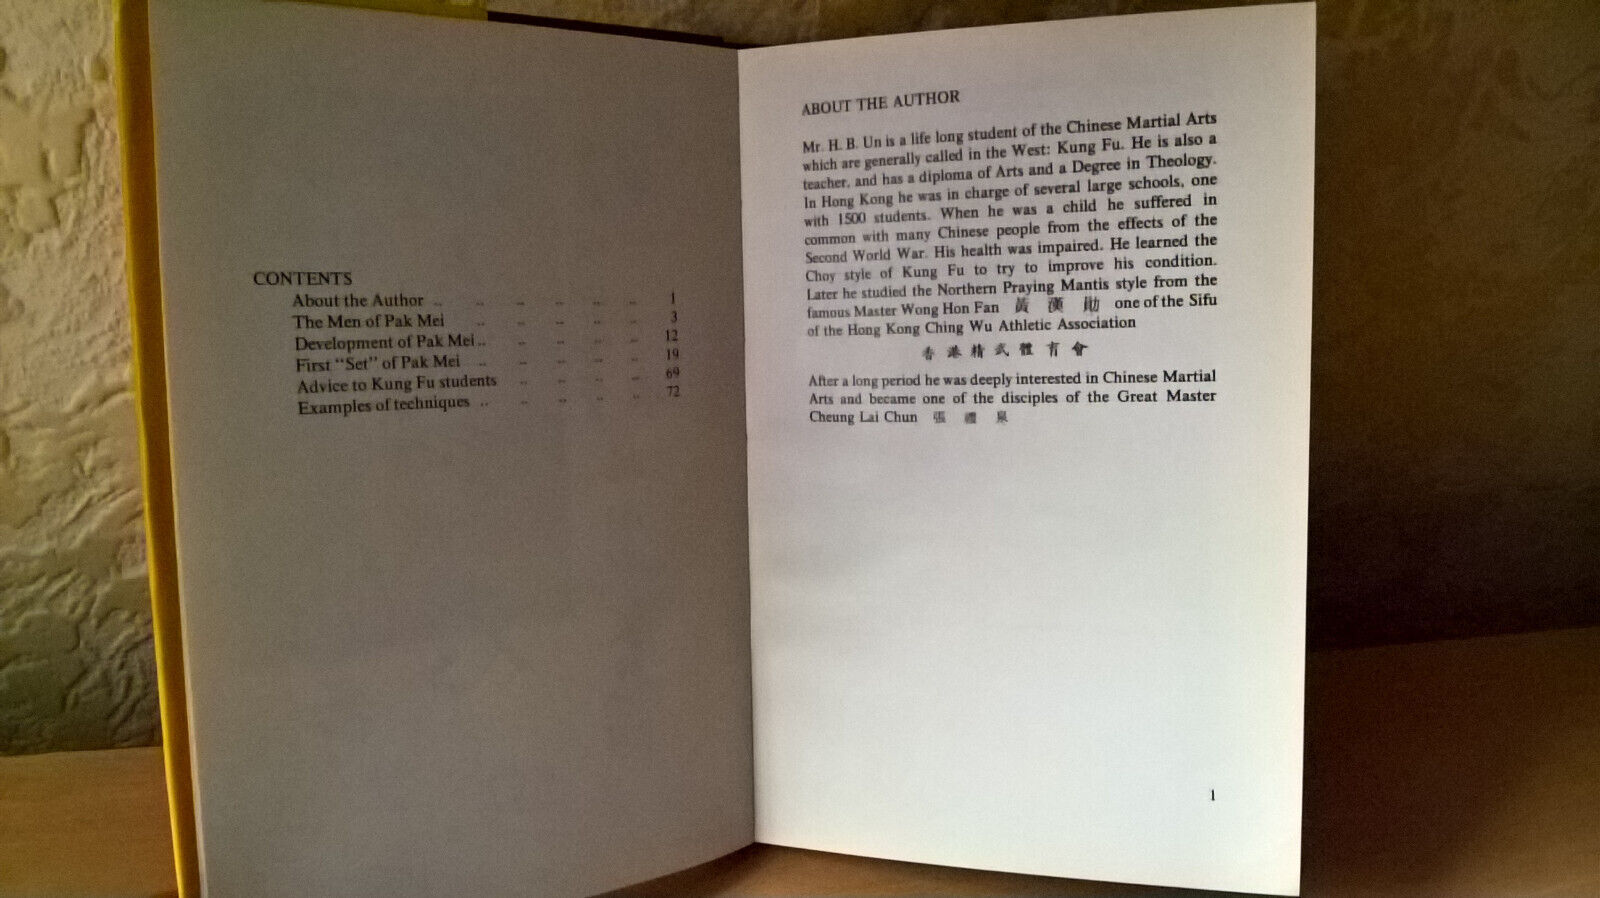 CONTENTS
About the Author .. .. .. .. .. .. 1
The Men of Pak Mei .. .. .. .. .. 3
Development of Pak Mei .. .. .. .. .. 12
First "Set" of Pak Mei .. .. .. .. .. 19
Advice to Kung Fu students .. .. .. .. 69
Examples of techniques .. .. .. .. .. 72
ABOUT THE AUTHOR
Mr. H. B. Un is a life long student of the Chinese Martial Arts
which are generally called in the West: Kung Fu. He is also a
teacher, and has a diploma of Arts and a Degree in Theology.
In Hong Kong he was in charge of several large schools, one
with 1500 students. When he was a child he suffered in
common with many Chinese people from the effects of the
Second World War. His health was impaired. He learned the
Choy style of Kung Fu to try to improve his condition.
Later he studied the Northern Praying Mantis style from the
famous Master Wong Hon Fan 黃 漢 勛 one of the Sifu
of the Hong Kong Ching Wu Athletic Association
香 港 精 武 體 育 會
After a long period he was deeply interested in Chinese Martial
Arts and became one of the disciples of the Great Master
Cheung Lai Chun 張 禮 泉
1